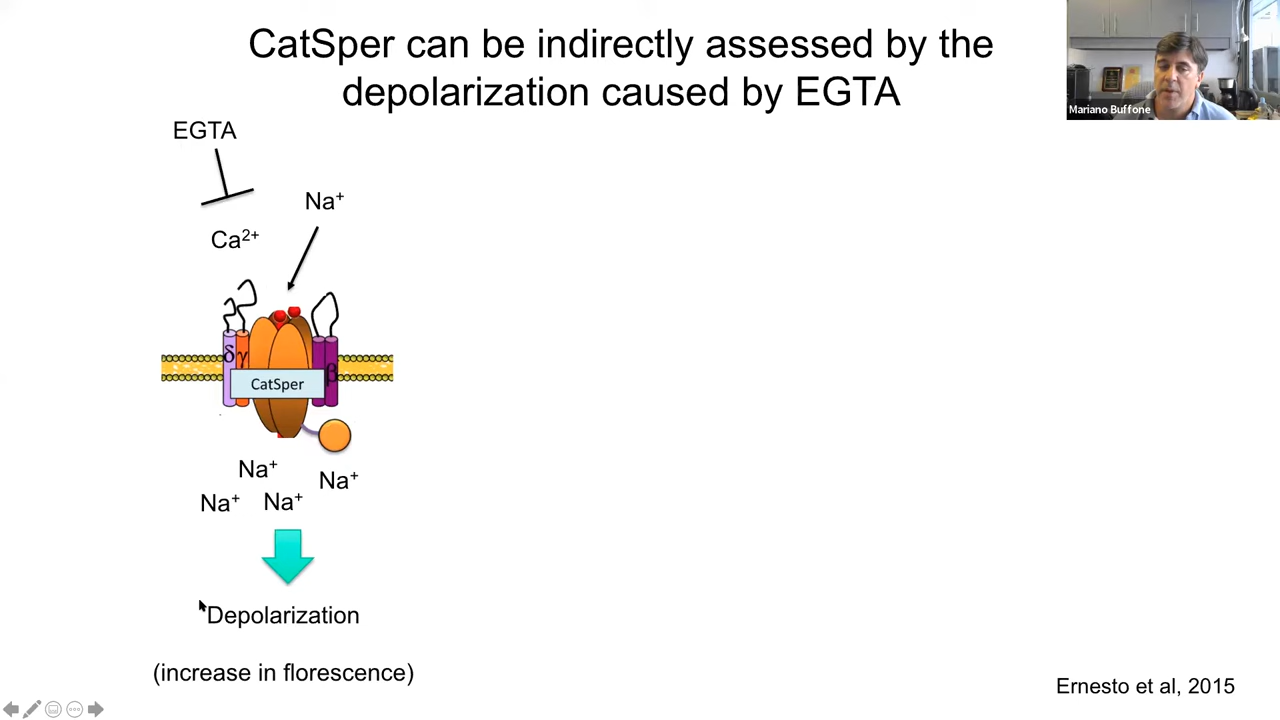 CatSper can be indirectly assessed by the
depolarization caused by EGTA
Mariano Buffone
EGTA
Na⁺
Ca²⁺
δ γ
β
CatSper
Na⁺
Na⁺
Na⁺ Na⁺
Depolarization
(increase in florescence)
Ernesto et al, 2015